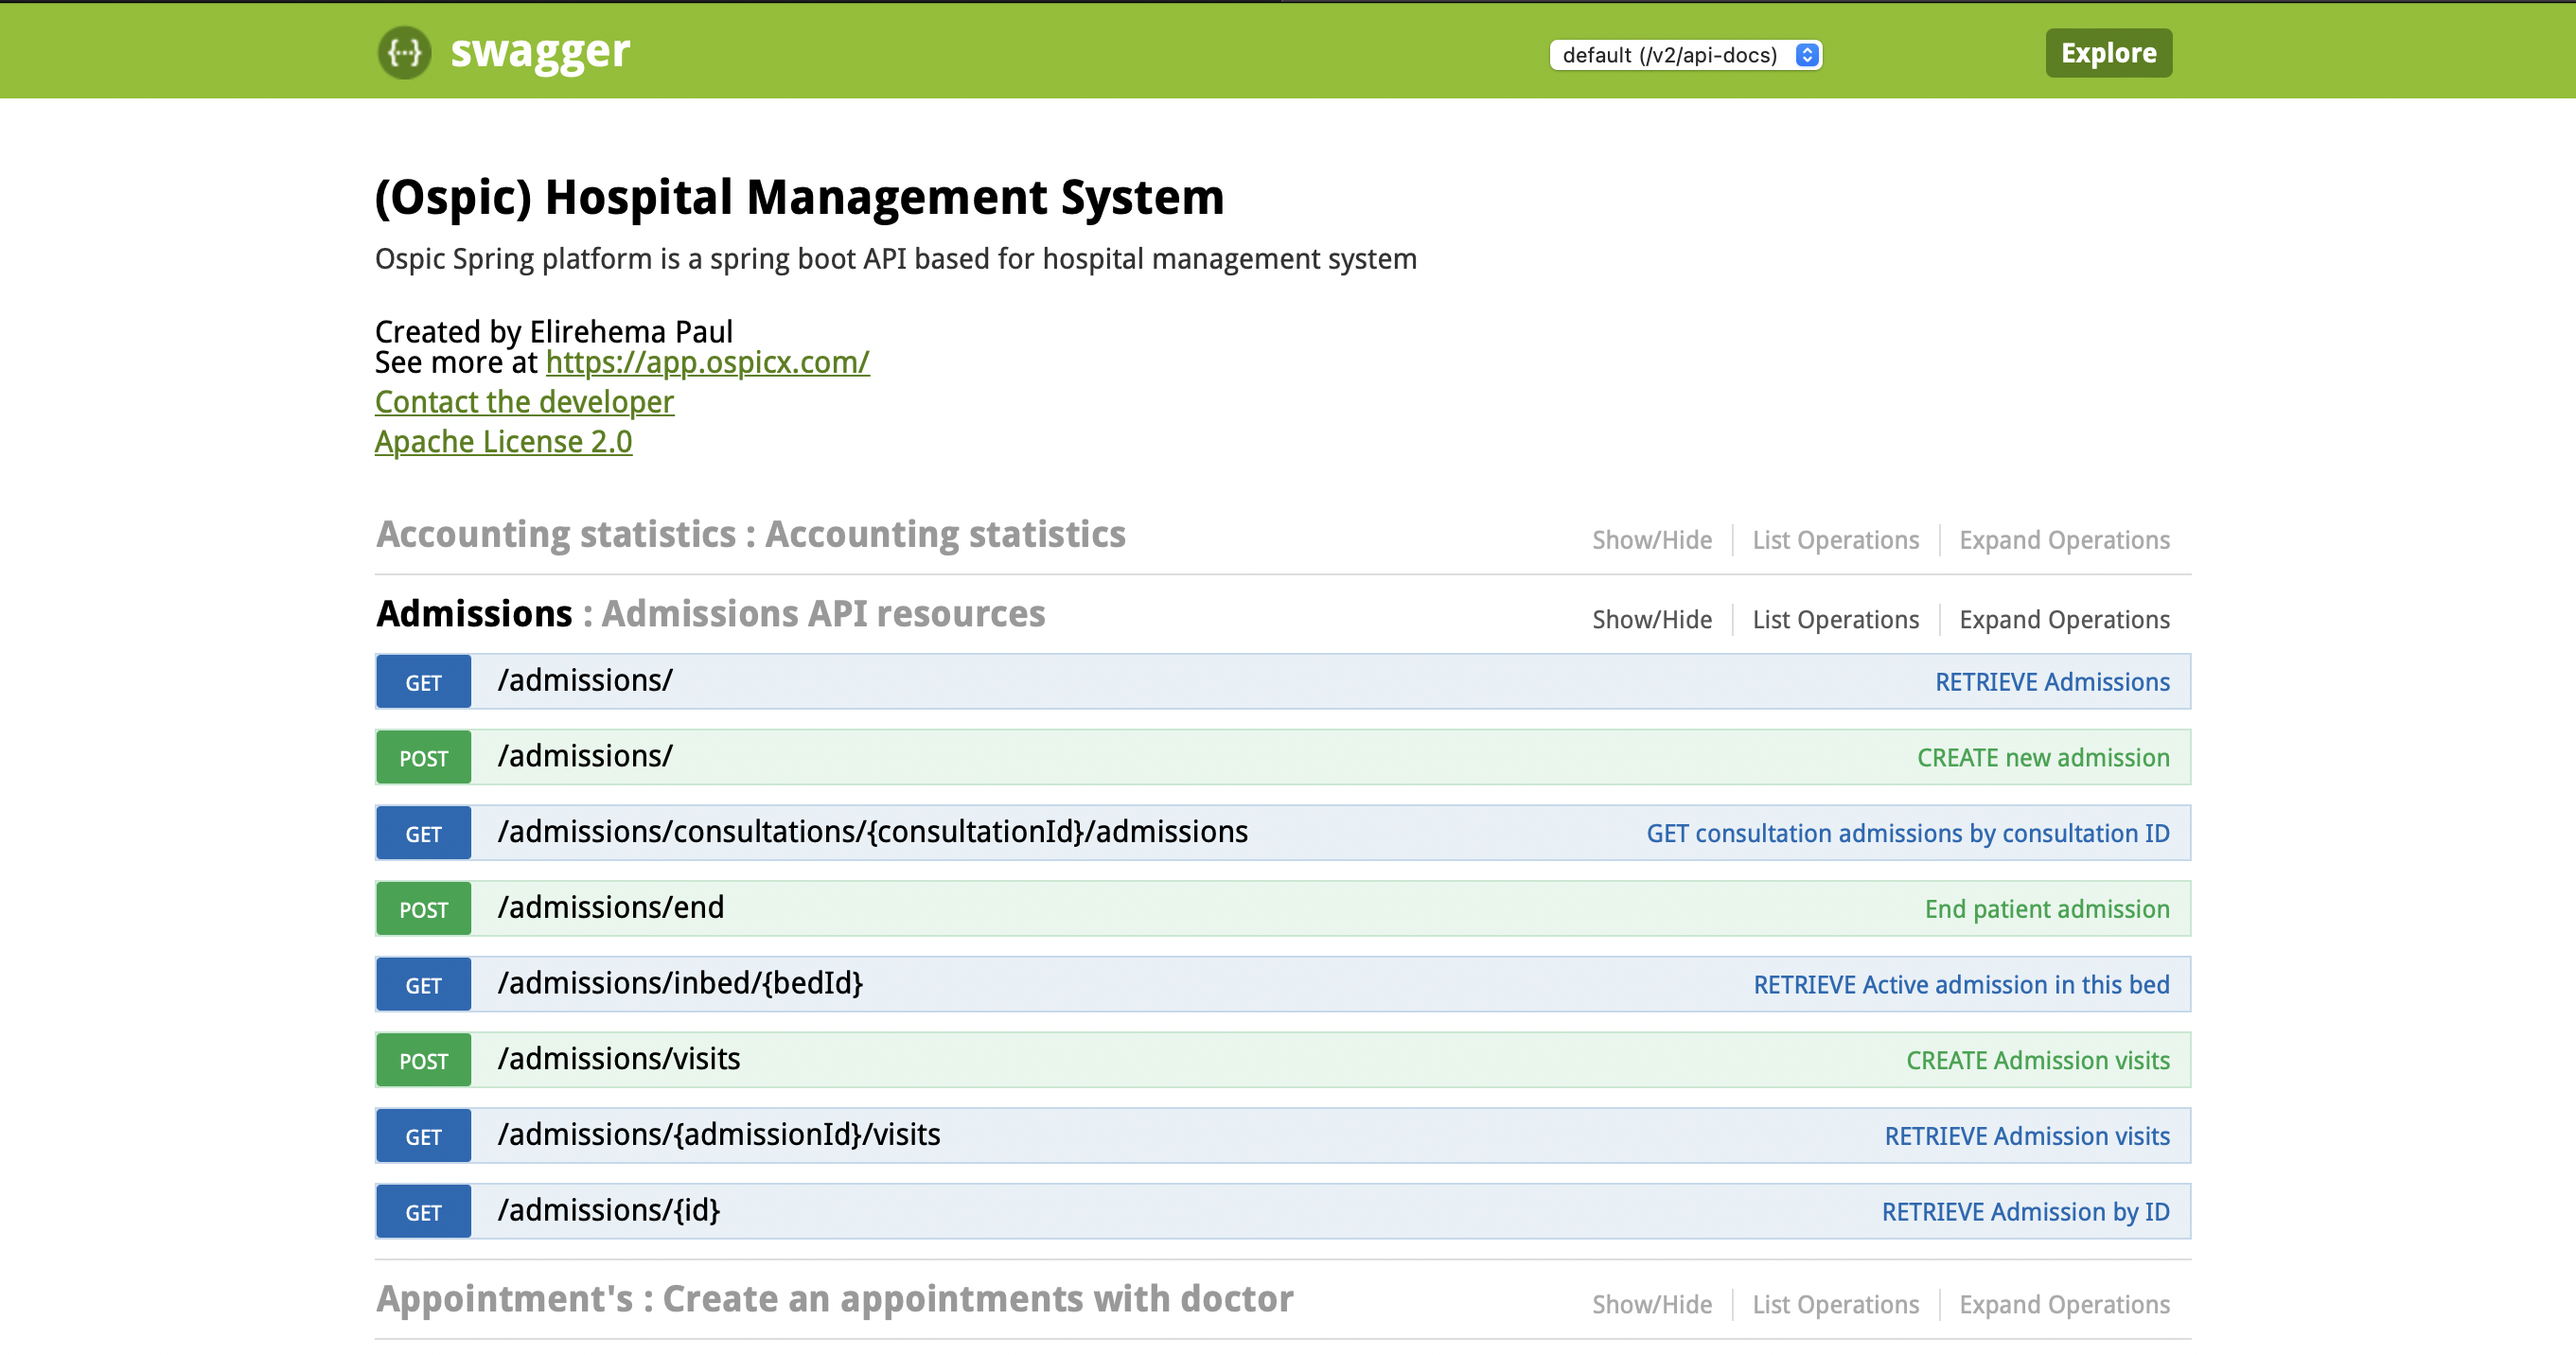 {···} swagger default (/v2/api-docs) Explore
(Ospic) Hospital Management System
Ospic Spring platform is a spring boot API based for hospital management system
Created by Elirehema Paul
See more at https://app.ospicx.com/
Contact the developer
Apache License 2.0
Accounting statistics : Accounting statistics Show/Hide List Operations Expand Operations
Admissions : Admissions API resources Show/Hide List Operations Expand Operations
GET /admissions/ RETRIEVE Admissions
POST /admissions/ CREATE new admission
GET /admissions/consultations/{consultationId}/admissions GET consultation admissions by consultation ID
POST /admissions/end End patient admission
GET /admissions/inbed/{bedId} RETRIEVE Active admission in this bed
POST /admissions/visits CREATE Admission visits
GET /admissions/{admissionId}/visits RETRIEVE Admission visits
GET /admissions/{id} RETRIEVE Admission by ID
Appointment's : Create an appointments with doctor Show/Hide List Operations Expand Operations